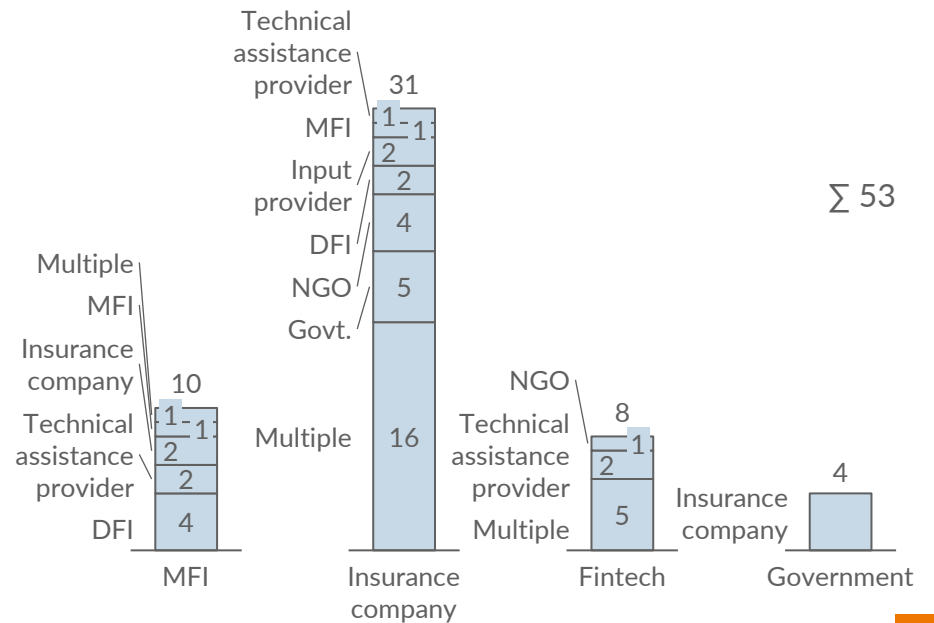 Technical
assistance
provider
31
MFI
1
1
Input
provider
2
2
DFI
4
NGO
5
Govt.
Multiple
16
Insurance
company
∑ 53
Multiple
MFI
Insurance
company
10
Technical
assistance
provider
1
1
2
2
DFI
4
MFI
NGO
8
Technical
assistance
provider
1
2
Multiple
5
Fintech
4
Insurance
company
Government